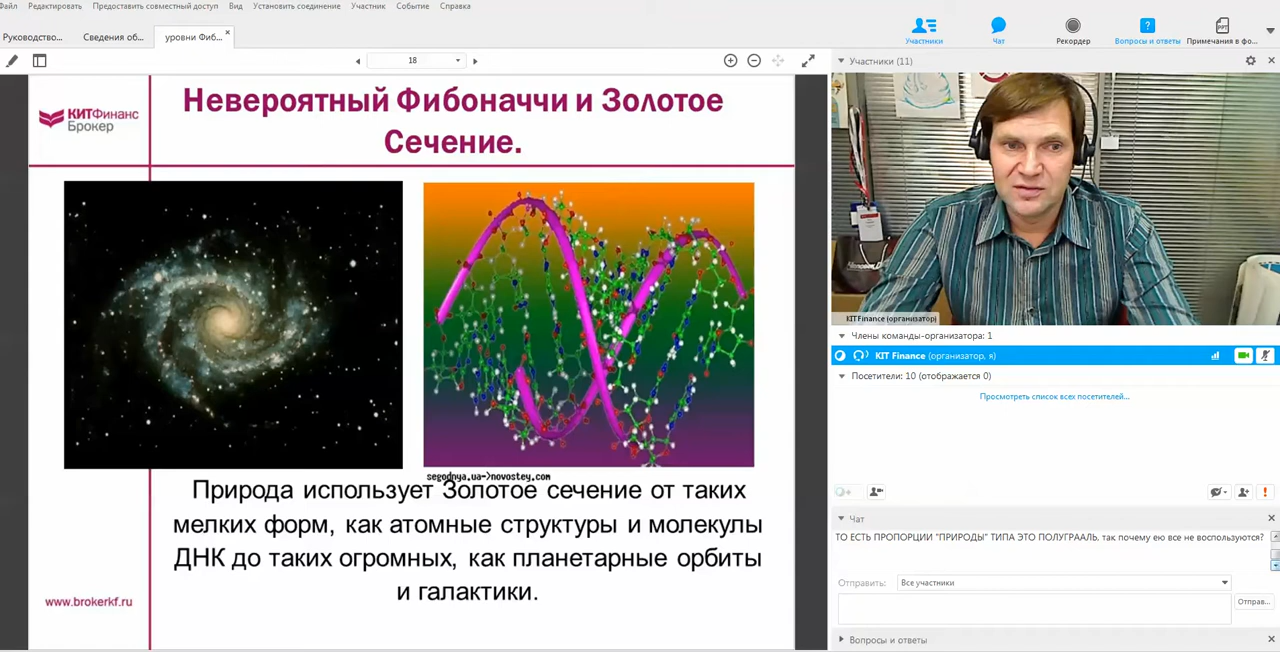 Файл Редактировать Предоставить совместный доступ Вид Установить соединение Участник Событие Справка
Руководство... Сведения об... уровни Фиб...
Участники Чат Рекордер Вопросы и ответы Примечания в фо...
18
Невероятный Фибоначчи и Золотое
Сечение.
КИТФинанс
Брокер
segodnya.ua->novostey.com
Природа использует Золотое сечение от таких
мелких форм, как атомные структуры и молекулы
ДНК до таких огромных, как планетарные орбиты
и галактики.
www.brokerkf.ru
Участники (11)
KIT Finance (организатор)
Члены команды-организатора: 1
KIT Finance (организатор, я)
Посетители: 10 (отображается 0)
Просмотреть список всех посетителей...
Чат
ТО ЕСТЬ ПРОПОРЦИИ "ПРИРОДЫ" ТИПА ЭТО ПОЛУГРААЛЬ, так почему ею все не воспользуются?
Отправить: Все участники
Отправ...
Вопросы и ответы